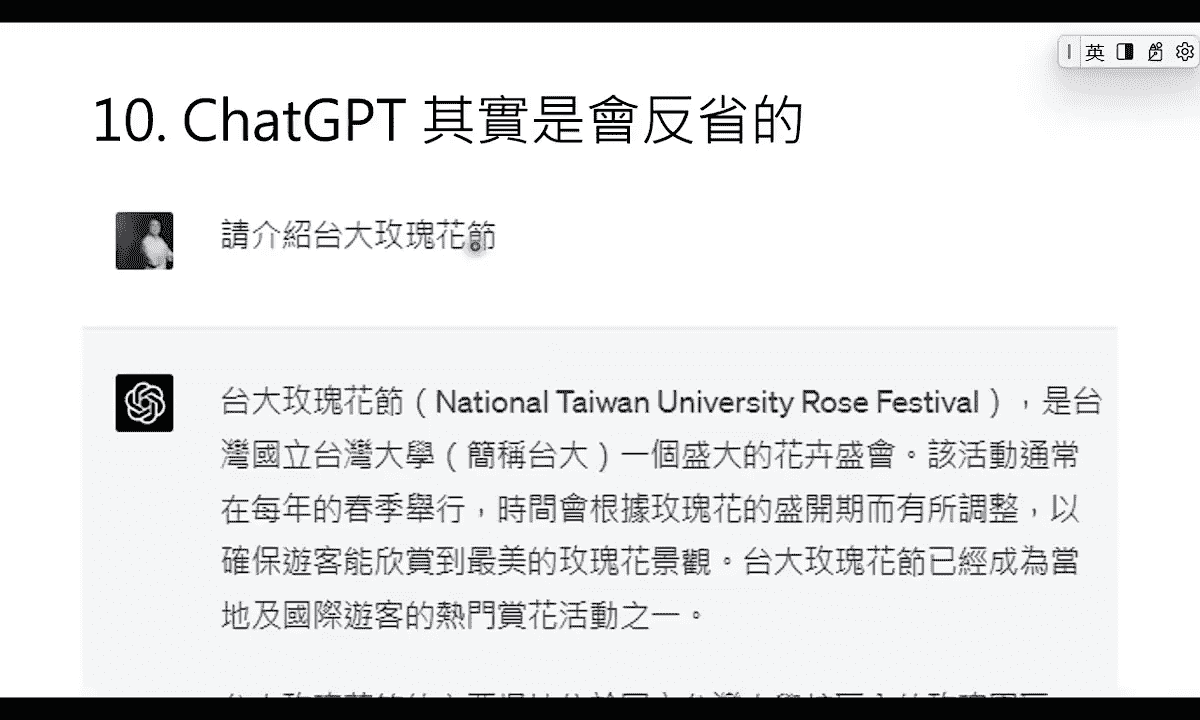 英
10. ChatGPT 其實是會反省的
請介紹台大玫瑰花節
台大玫瑰花節（National Taiwan University Rose Festival），是台
灣國立台灣大學（簡稱台大）一個盛大的花卉盛會。該活動通常
在每年的春季舉行，時間會根據玫瑰花的盛開期而有所調整，以
確保遊客能欣賞到最美的玫瑰花景觀。台大玫瑰花節已經成為當
地及國際遊客的熱門賞花活動之一。